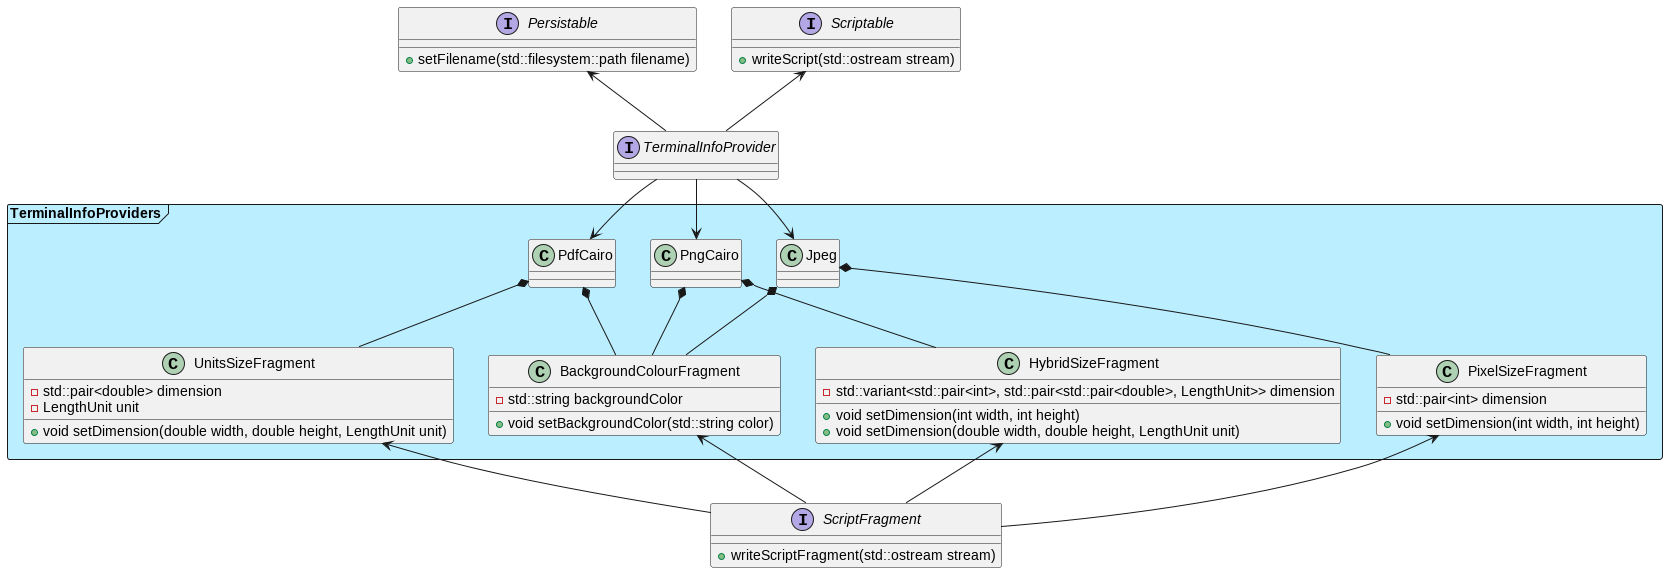 I Persistable
setFilename(std::filesystem::path filename)
I Scriptable
writeScript(std::ostream stream)
I TerminalInfoProvider
TerminalInfoProviders
C PdfCairo
C PngCairo
C Jpeg
C UnitsSizeFragment
std::pair<double> dimension
LengthUnit unit
void setDimension(double width, double height, LengthUnit unit)
C BackgroundColourFragment
std::string backgroundColor
void setBackgroundColor(std::string color)
C HybridSizeFragment
std::variant<std::pair<int>, std::pair<std::pair<double>, LengthUnit>> dimension
void setDimension(int width, int height)
void setDimension(double width, double height, LengthUnit unit)
C PixelSizeFragment
std::pair<int> dimension
void setDimension(int width, int height)
I ScriptFragment
writeScriptFragment(std::ostream stream)